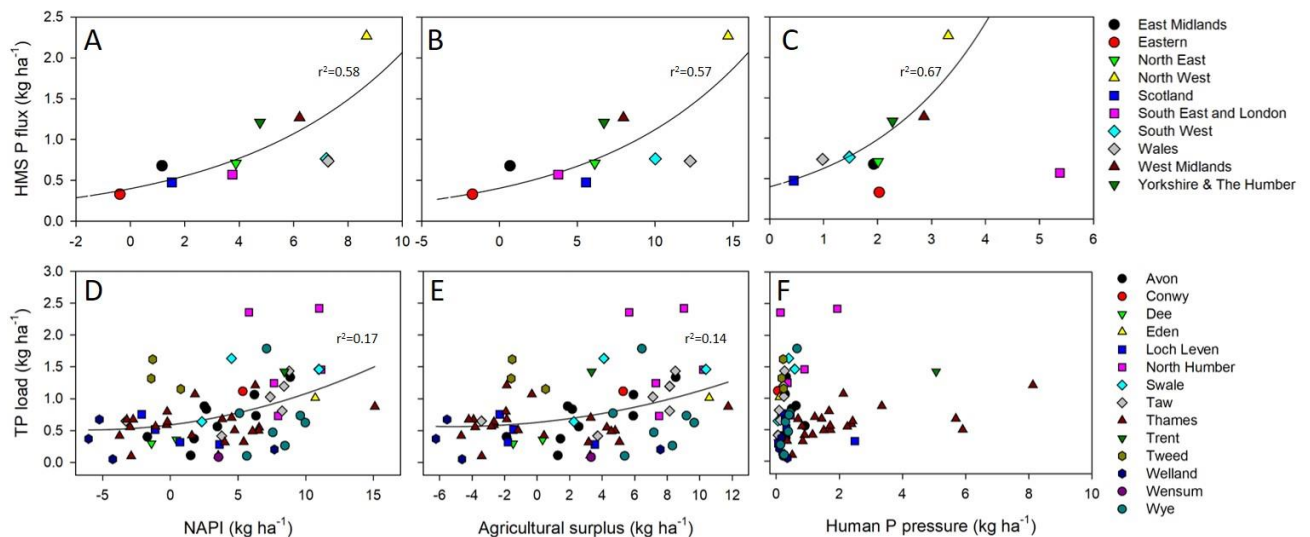 A
B
C
HMS P flux (kg ha⁻¹)
2.5
2.0
1.5
1.0
0.5
0.0
r²=0.58
r²=0.57
r²=0.67
-2 0 2 4 6 8 10
0 5 10 15
0 1 2 3 4 5 6
East Midlands
Eastern
North East
North West
Scotland
South East and London
South West
Wales
West Midlands
Yorkshire & The Humber
D
E
F
TP load (kg ha⁻¹)
3.0
2.5
2.0
1.5
1.0
0.5
0.0
r²=0.17
r²=0.14
-5 0 5 10 15
-6 -4 -2 0 2 4 6 8 10 12
0 2 4 6 8 10
NAPI (kg ha⁻¹)
Agricultural surplus (kg ha⁻¹)
Human P pressure (kg ha⁻¹)
Avon
Conwy
Dee
Eden
Loch Leven
North Humber
Swale
Taw
Thames
Trent
Tweed
Welland
Wensum
Wye